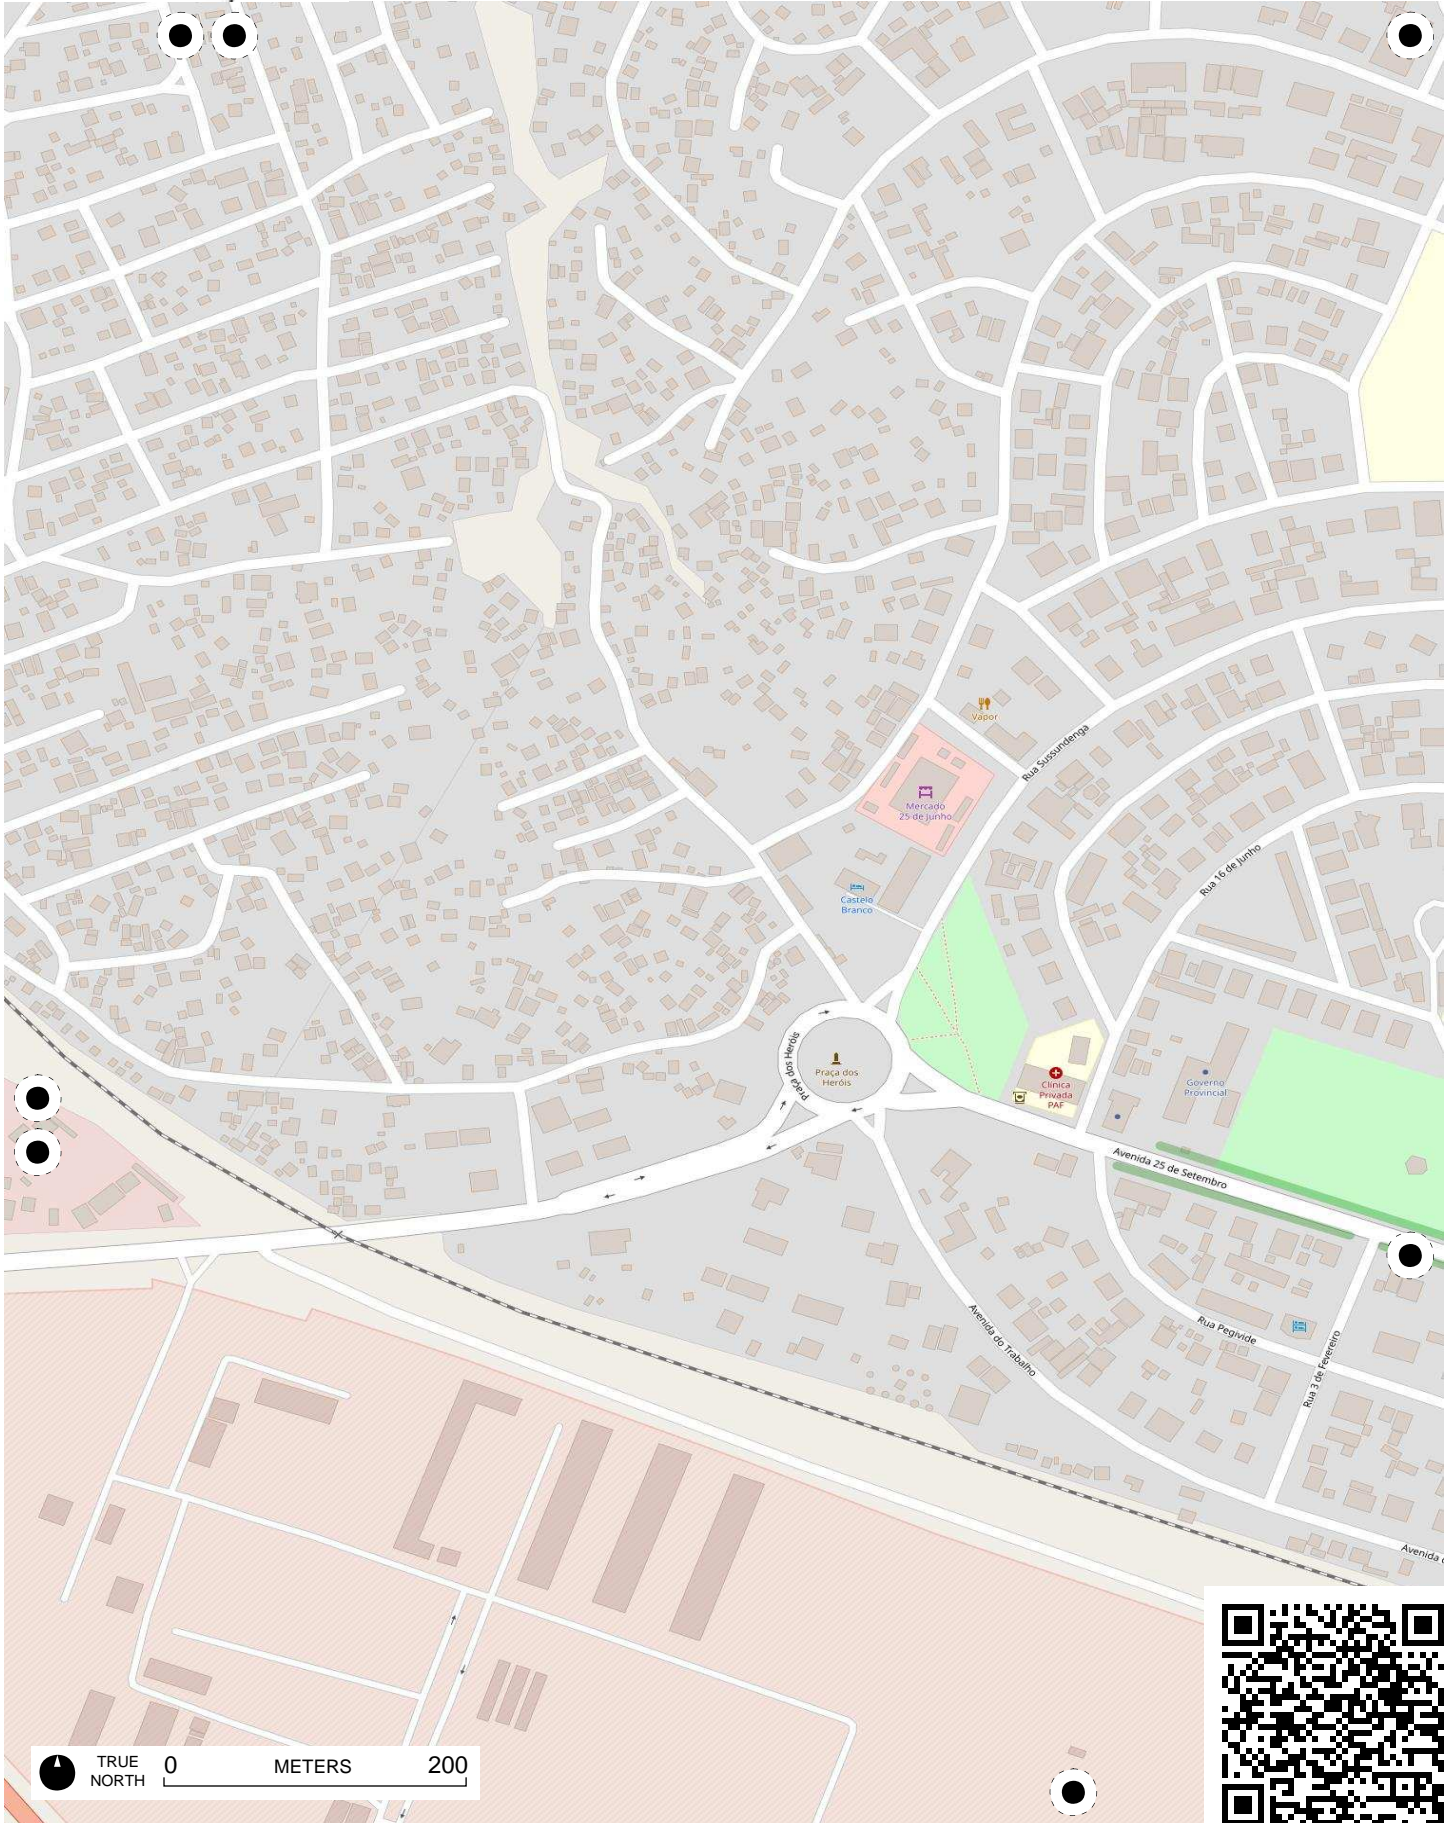 Vapor
Rua Sussundenga
Mercado
25 de Junho
Castelo
Branco
Rua 16 de Junho
Praça dos Heróis
Praça dos
Heróis
Clínica
Privada
PAF
Governo
Provincial
Avenida 25 de Setembro
Avenida do Trabalho
Rua Pegivide
Rua 3 de Fevereiro
Avenida
TRUE
NORTH
0 METERS 200